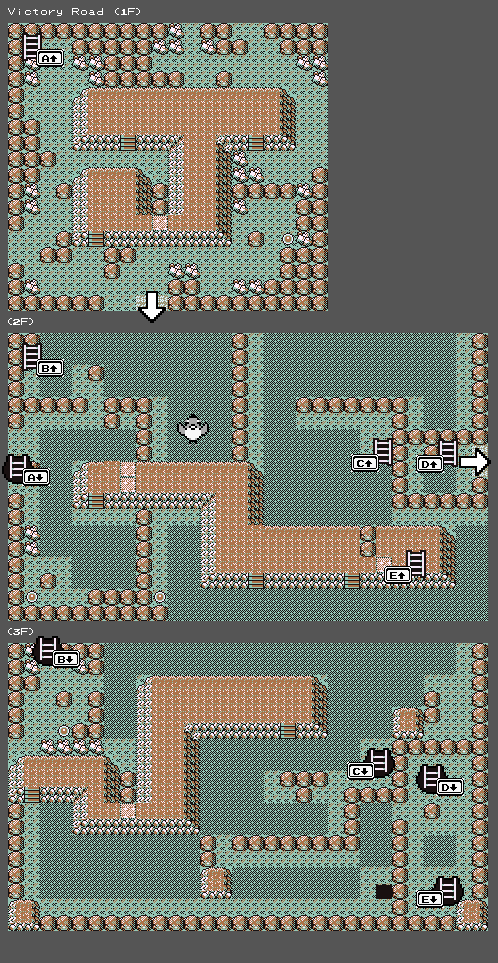 Victory Road (1F)
A↑
(2F)
B↑
C↑
D↑
A↓
E↑
(3F)
B↓
C↓
D↓
E↓